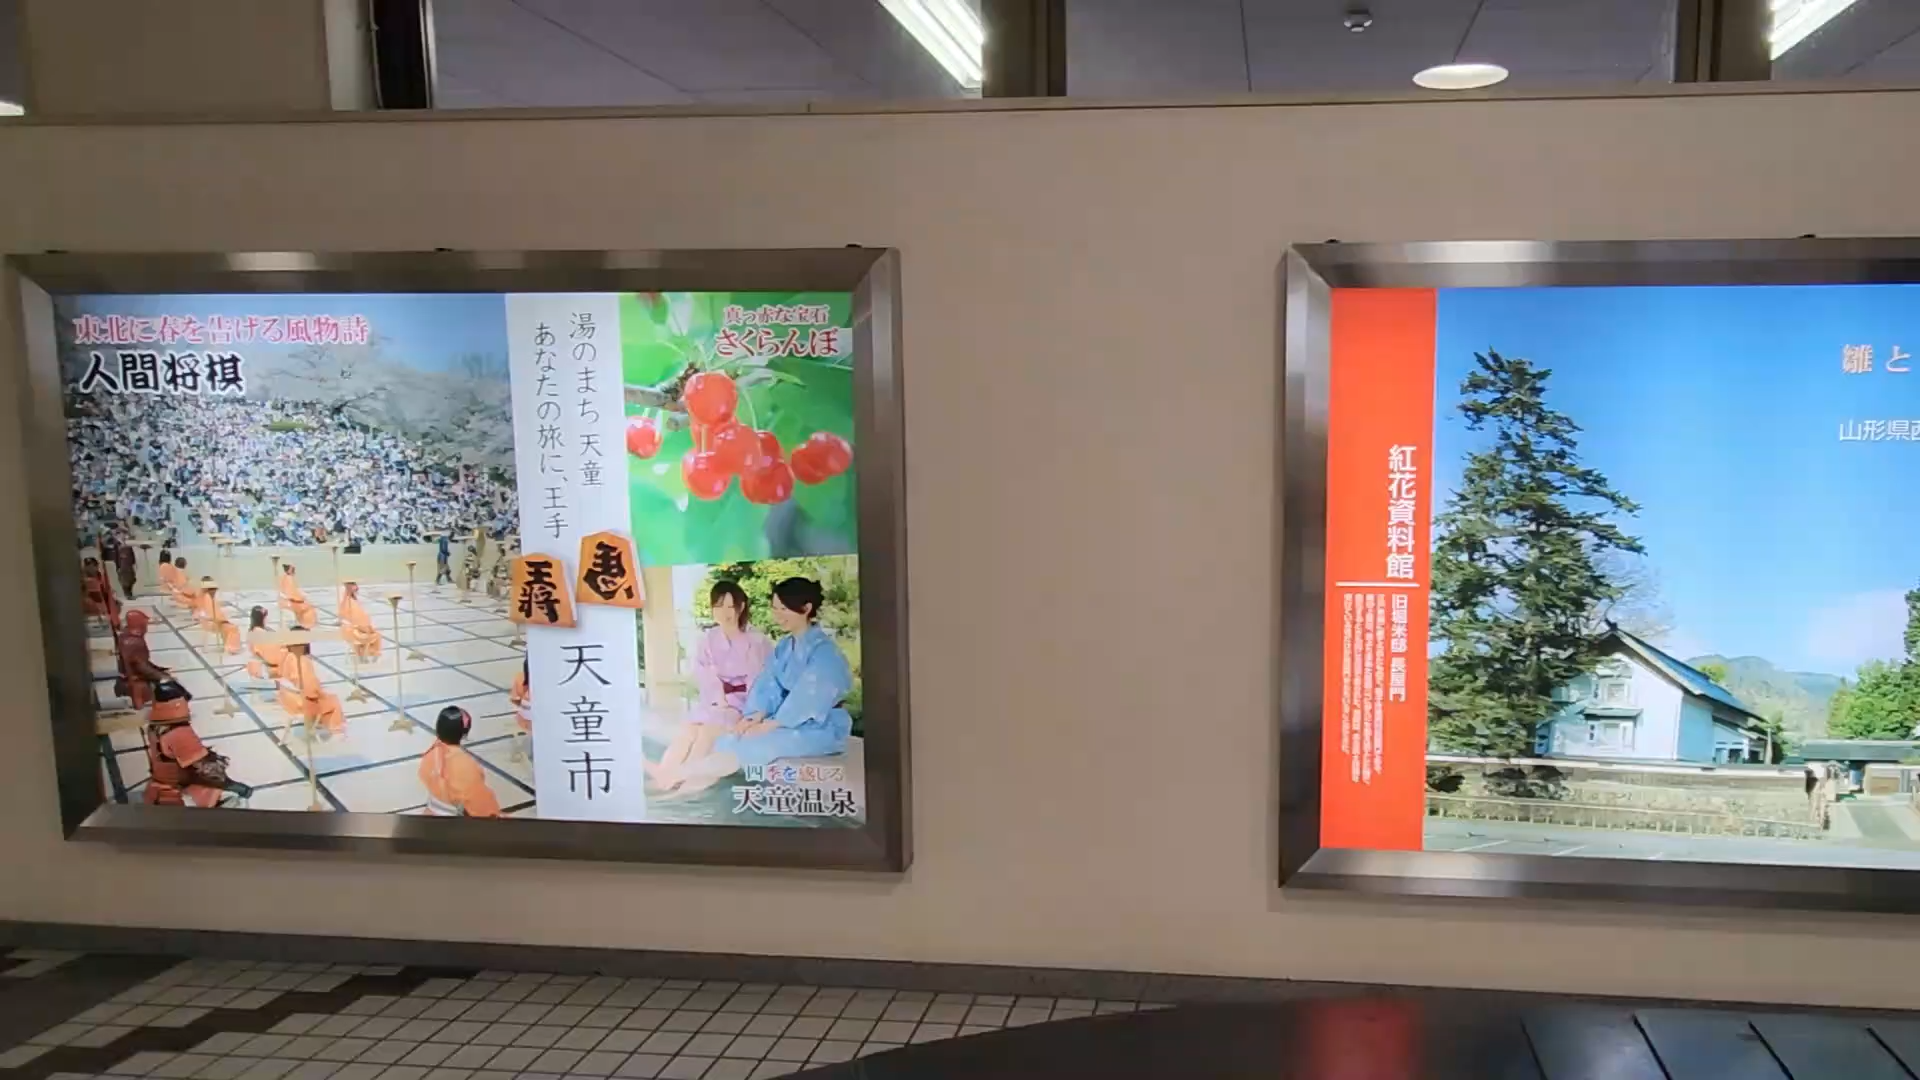 東北に春を告げる風物詩
人間将棋
湯のまち 天童
あなたの旅に、王手
王将
馬
天童市
真っ赤な宝石
さくらんぼ
四季を感じる
天童温泉
紅花資料館
旧堀米邸 長屋門
雛と
山形県西